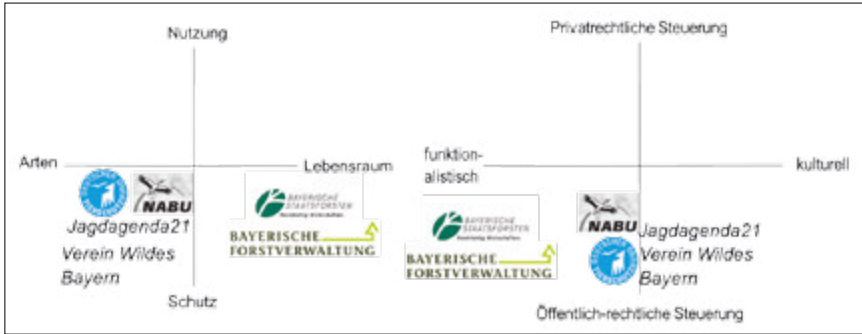 Nutzung
Arten
Lebensraum
NABU
Jagdagenda21
Verein Wildes
Bayern
BAYERISCHE
STAATSFORSTEN
BAYERISCHE
FORSTVERWALTUNG
Schutz
Privatrechtliche Steuerung
funktion-
alistisch
kulturell
BAYERISCHE
STAATSFORSTEN
BAYERISCHE
FORSTVERWALTUNG
NABU
Jagdagenda21
Verein Wildes
Bayern
Öffentlich-rechtliche Steuerung